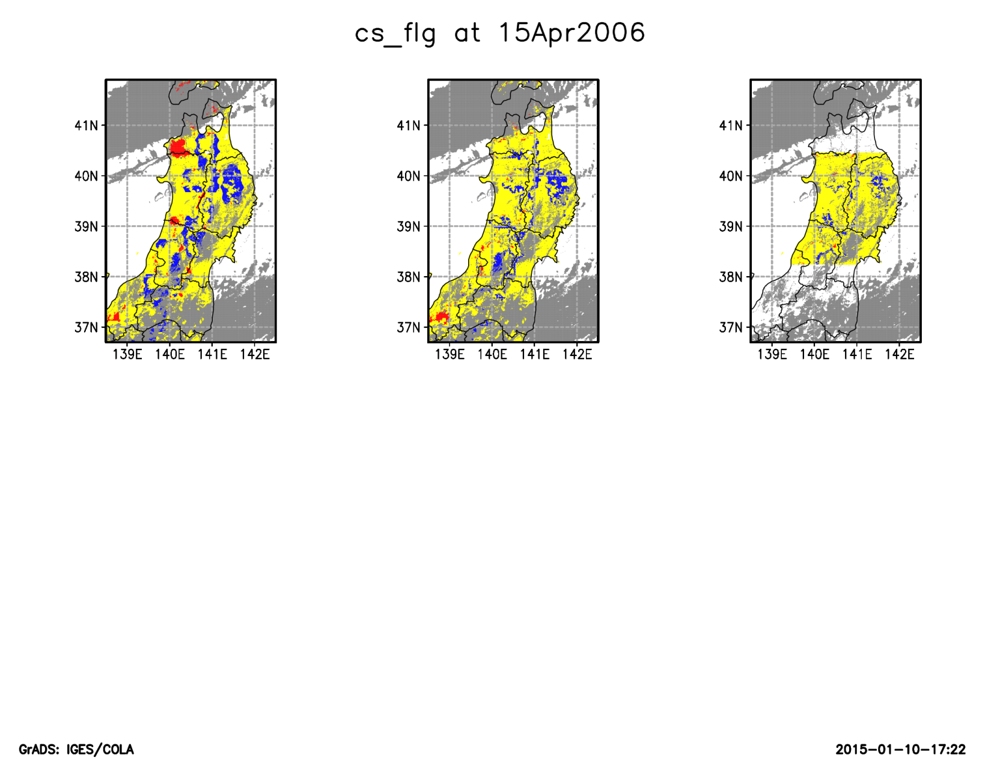 cs_flg at 15Apr2006
41N
40N
39N
38N
37N
139E 140E 141E 142E
41N
40N
39N
38N
37N
139E 140E 141E 142E
41N
40N
39N
38N
37N
139E 140E 141E 142E
GrADS: IGES/COLA
2015-01-10-17:22